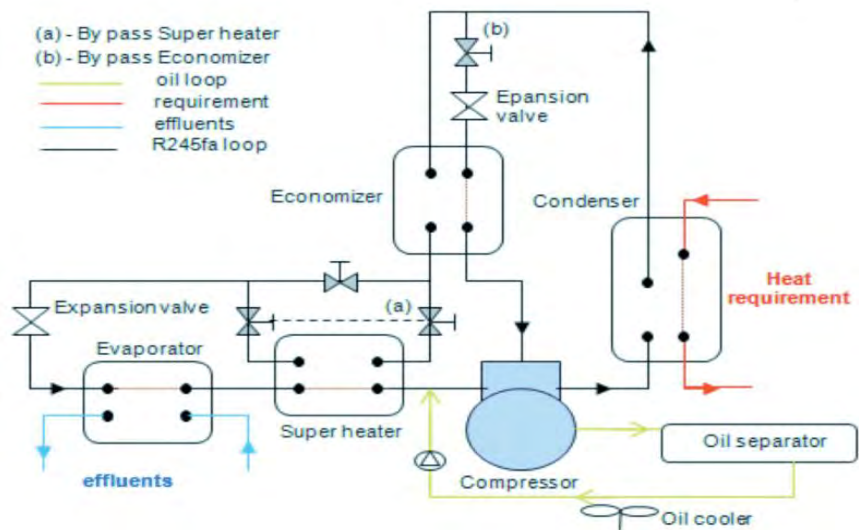 (a) - By pass Super heater
(b) - By pass Economizer
oil loop
requirement
effluents
R245fa loop
(b)
Epansion
valve
Economizer
Condenser
Heat
requirement
Expansion valve
(a)
Evaporator
Super heater
effluents
Compressor
Oil separator
Oil cooler